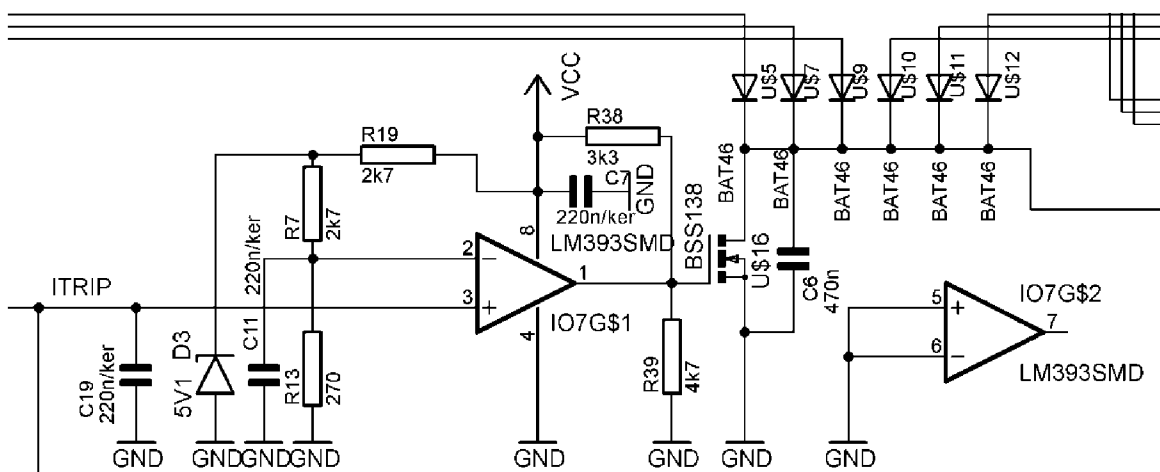 U$5
U$7
U$9
U$10
U$11
U$12
VCC
R38
3k3
R19
2k7
C7
220n/ker
GND
BAT46
BAT46
BAT46
BAT46
BAT46
BAT46
R7
2k7
220n/ker
C11
8
LM393SMD
BSS138
U$16
C6
470n
ITRIP
2
3
1
4
IO7G$1
5
6
7
IO7G$2
LM393SMD
C19
220n/ker
D3
5V1
R13
270
R39
4k7
GND
GND
GND
GND
GND
GND
GND
GND